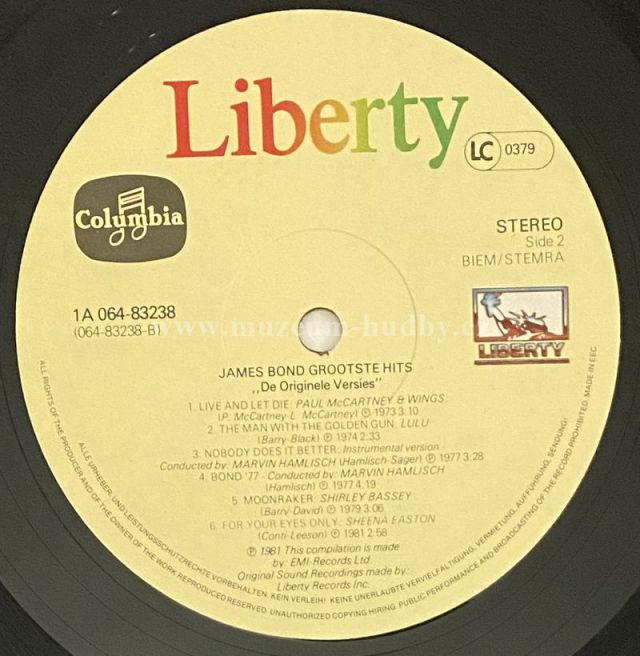 Liberty
LC 0379
Columbia
STEREO
Side 2
BIEM/STEMRA
1A 064-83238
(064-83238-B)
LIBERTY
www.muzeum-hudby.c
JAMES BOND GROOTSTE HITS
„De Originele Versies”
1. LIVE AND LET DIE: PAUL McCARTNEY & WINGS
(P. McCartney-L. McCartney) ℗ 1973 3:10
2. THE MAN WITH THE GOLDEN GUN: LULU
(Barry-Black) ℗ 1974 2:33
3. NOBODY DOES IT BETTER: Instrumental version -
Conducted by: MARVIN HAMLISCH (Hamlisch-Sager) ℗ 1977 3:28
4. BOND '77 - Conducted by: MARVIN HAMLISCH
(Hamlisch) ℗ 1977 4:19
5. MOONRAKER: SHIRLEY BASSEY
(Barry-David) ℗ 1979 3:06
6. FOR YOUR EYES ONLY: SHEENA EASTON
(Conti-Leeson) ℗ 1981 2:58
℗ 1981 This compilation is made
by: EMI-Records Ltd.
Original Sound Recordings made by:
Liberty Records Inc.
ALLE URHEBER- UND LEISTUNGSSCHUTZRECHTE VORBEHALTEN. KEIN VERLEIH! KEINE UNERLAUBTE VERVIELFÄLTIGUNG, VERMIETUNG, AUFFÜHRUNG, SENDUNG!
ALL RIGHTS OF THE PRODUCER AND OF THE OWNER OF THE WORK REPRODUCED RESERVED. UNAUTHORIZED COPYING HIRING. PUBLIC PERFORMANCE AND BROADCASTING OF THE RECORD PROHIBITED. MADE IN EEC.